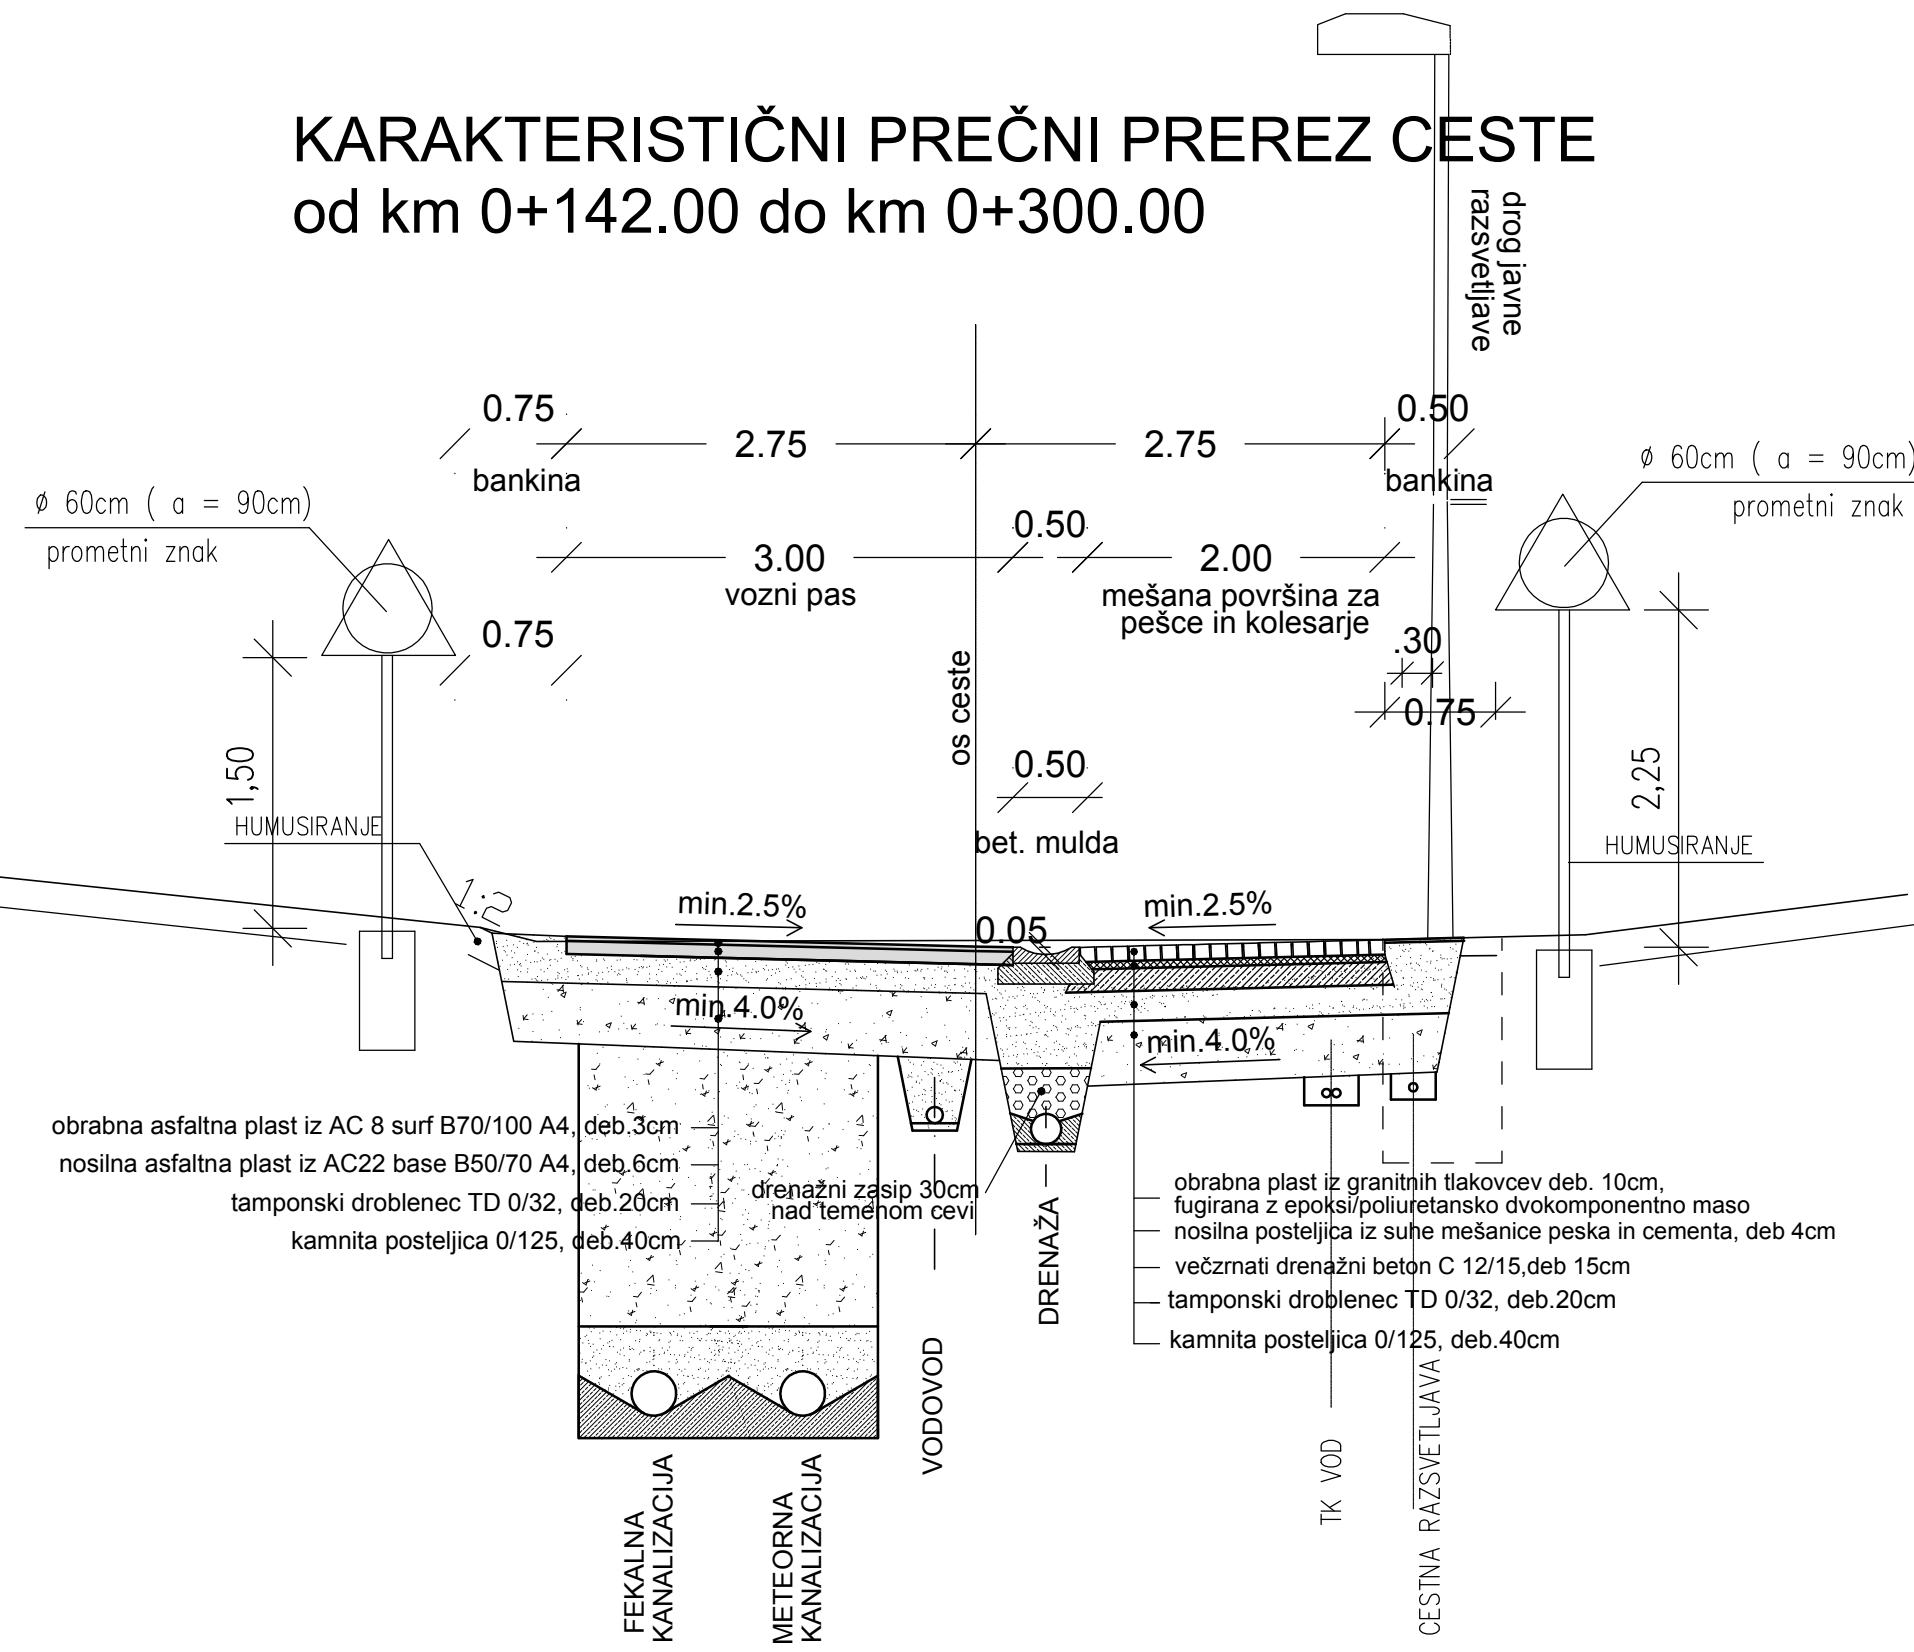 KARAKTERISTIČNI PREČNI PREREZ CESTE
od km 0+142.00 do km 0+300.00
drog javne
razsvetljave
0.75
2.75
2.75
0.50
bankina
bankina
ø 60cm ( a = 90cm)
prometni znak
ø 60cm ( a = 90cm)
prometni znak
0.50
3.00
vozni pas
2.00
mešana površina za
pešce in kolesarje
0.75
.30
0.75
os ceste
1,50
2,25
0.50
bet. mulda
HUMUSIRANJE
HUMUSIRANJE
1:2
min.2.5%
0.05
min.2.5%
min.4.0%
min.4.0%
obrabna asfaltna plast iz AC 8 surf B70/100 A4, deb.3cm
nosilna asfaltna plast iz AC22 base B50/70 A4, deb.6cm
tamponski droblenec TD 0/32, deb.20cm
kamnita posteljica 0/125, deb.40cm
drenažni zasip 30cm
nad temenom cevi
obrabna plast iz granitnih tlakovcev deb. 10cm,
fugirana z epoksi/poliuretansko dvokomponentno maso
nosilna posteljica iz suhe mešanice peska in cementa, deb 4cm
večzrnati drenažni beton C 12/15,deb 15cm
tamponski droblenec TD 0/32, deb.20cm
kamnita posteljica 0/125, deb.40cm
FEKALNA
KANALIZACIJA
METEORNA
KANALIZACIJA
VODOVOD
DRENAŽA
TK VOD
CESTNA RAZSVETLJAVA